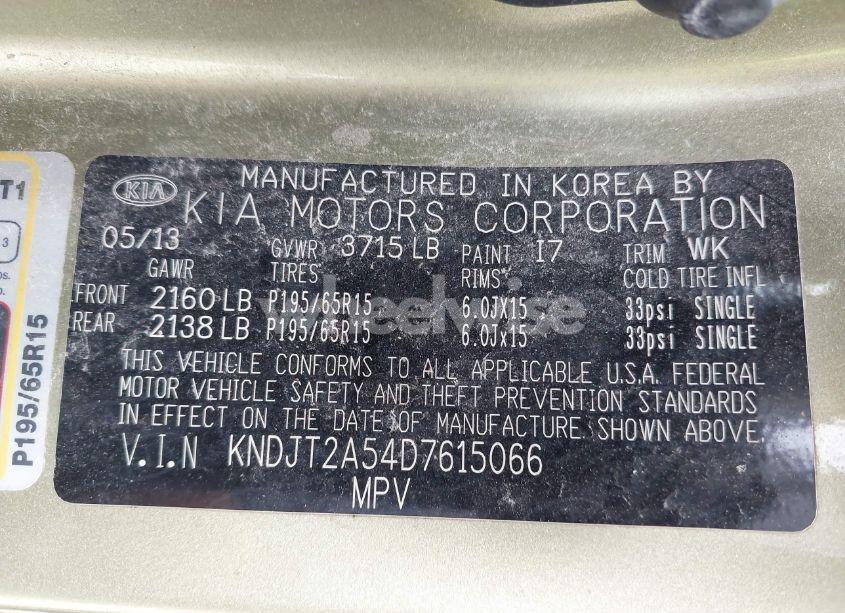 MANUFACTURED IN KOREA BY
KIA KIA MOTORS CORPORATION
05/13 GVWR 3715 LB PAINT I7 TRIM WK
GAWR TIRES RIMS COLD TIRE INFL
FRONT 2160 LB P195/65R15 6.0JX15 33psi SINGLE
REAR 2138 LB P195/65R15 6.0Jx15 33psi SINGLE
THIS VEHICLE CONFORMS TO ALL APPLICABLE U.S.A. FEDERAL
MOTOR VEHICLE SAFETY AND THEFT PREVENTION STANDARDS
IN EFFECT ON THE DATE OF MANUFACTURE SHOWN ABOVE.
V.I.N KNDJT2A54D7615066
MPV
T1
3
P195/65R15
wheelwise